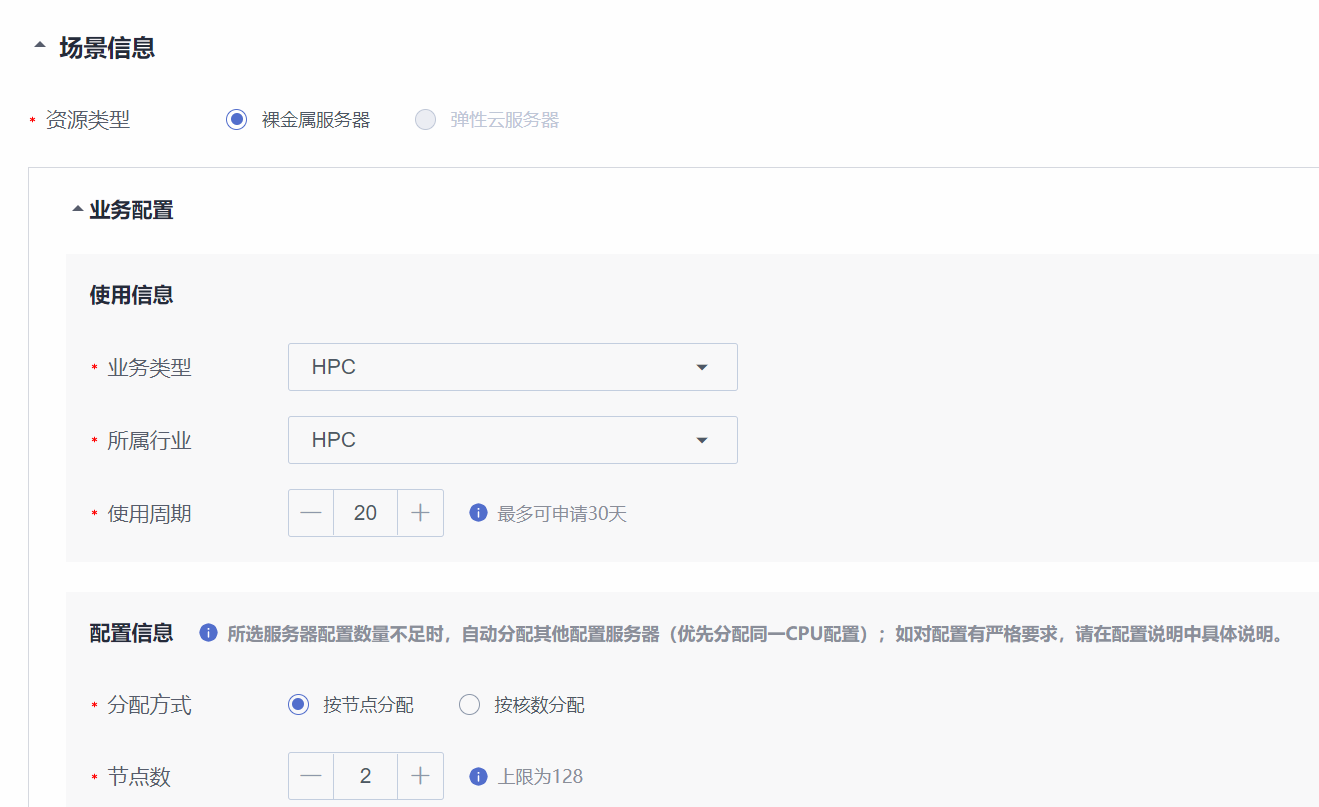 场景信息
* 资源类型 裸金属服务器 弹性云服务器
业务配置
使用信息
* 业务类型 HPC
* 所属行业 HPC
* 使用周期 — 20 + 最多可申请30天
配置信息 所选服务器配置数量不足时，自动分配其他配置服务器（优先分配同一CPU配置）；如对配置有严格要求，请在配置说明中具体说明。
* 分配方式 按节点分配 按核数分配
* 节点数 — 2 + 上限为128